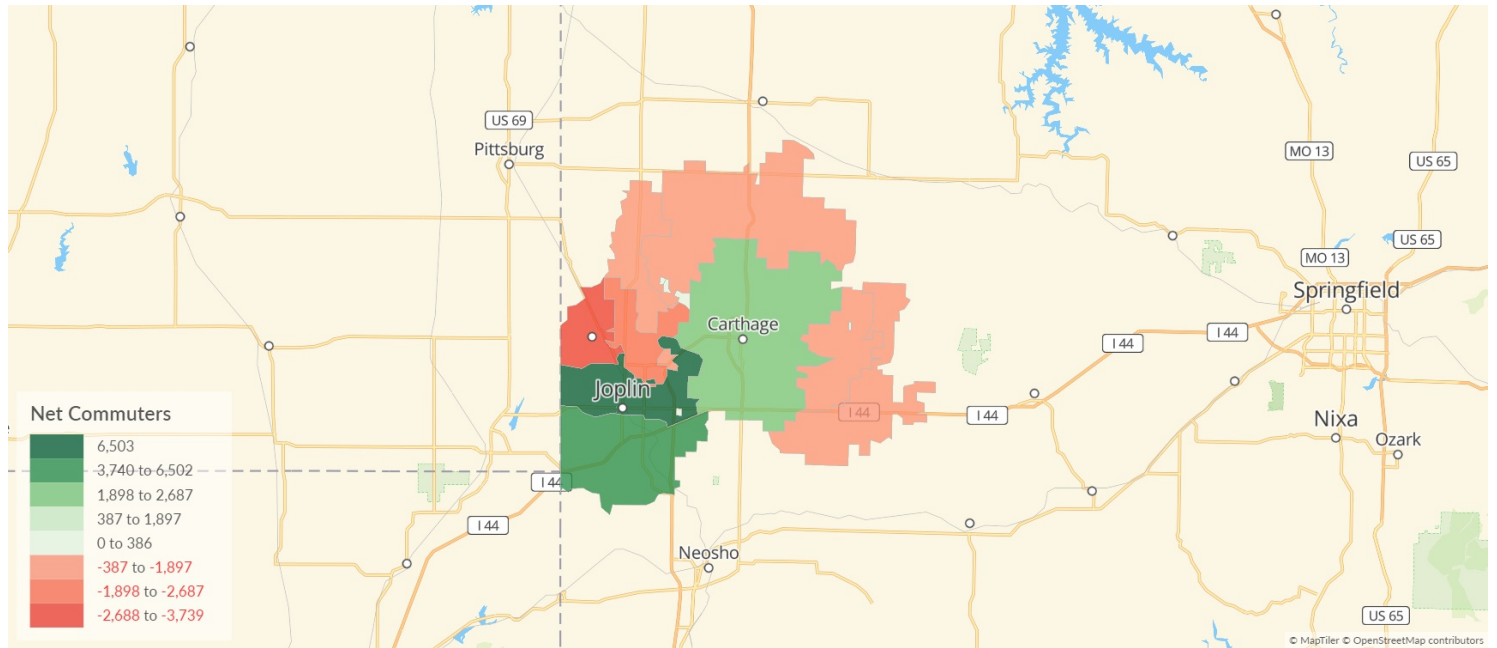 US 69
Pittsburg
MO 13
US 65
US 65
MO 13
Springfield
Carthage
I 44
I 44
Joplin
I 44
I 44
Nixa
Ozark
I 44
I 44
Neosho
US 65
e
Net Commuters
6,503
3,740 to 6,502
1,898 to 2,687
387 to 1,897
0 to 386
-387 to -1,897
-1,898 to -2,687
-2,688 to -3,739
© MapTiler © OpenStreetMap contributors